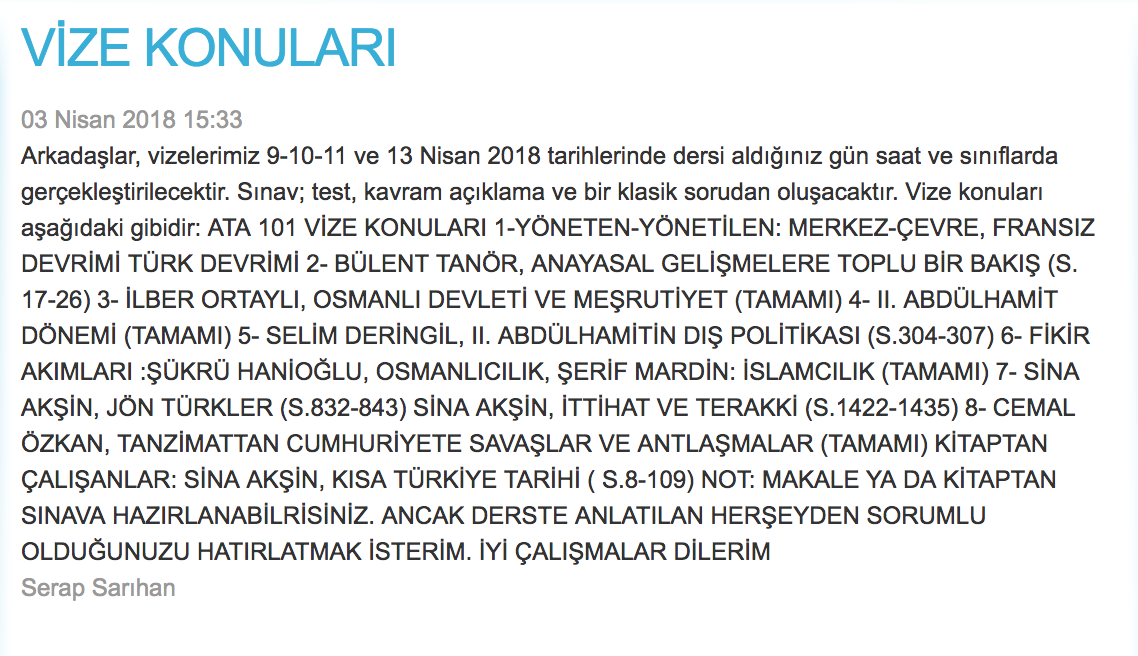 VİZE KONULARI
03 Nisan 2018 15:33
Arkadaşlar, vizelerimiz 9-10-11 ve 13 Nisan 2018 tarihlerinde dersi aldığınız gün saat ve sınıflarda
gerçekleştirilecektir. Sınav; test, kavram açıklama ve bir klasik sorudan oluşacaktır. Vize konuları
aşağıdaki gibidir: ATA 101 VİZE KONULARI 1-YÖNETEN-YÖNETİLEN: MERKEZ-ÇEVRE, FRANSIZ
DEVRİMİ TÜRK DEVRİMİ 2- BÜLENT TANÖR, ANAYASAL GELİŞMELERE TOPLU BİR BAKIŞ (S.
17-26) 3- İLBER ORTAYLI, OSMANLI DEVLETİ VE MEŞRUTİYET (TAMAMI) 4- II. ABDÜLHAMİT
DÖNEMİ (TAMAMI) 5- SELİM DERİNGİL, II. ABDÜLHAMİTİN DIŞ POLİTİKASI (S.304-307) 6- FİKİR
AKIMLARI :ŞÜKRÜ HANİOĞLU, OSMANLICILIK, ŞERİF MARDİN: İSLAMCILIK (TAMAMI) 7- SİNA
AKŞİN, JÖN TÜRKLER (S.832-843) SİNA AKŞİN, İTTİHAT VE TERAKKİ (S.1422-1435) 8- CEMAL
ÖZKAN, TANZİMATTAN CUMHURİYETE SAVAŞLAR VE ANTLAŞMALAR (TAMAMI) KİTAPTAN
ÇALIŞANLAR: SİNA AKŞİN, KISA TÜRKİYE TARİHİ ( S.8-109) NOT: MAKALE YA DA KİTAPTAN
SINAVA HAZIRLANABİLRİSİNİZ. ANCAK DERSTE ANLATILAN HERŞEYDEN SORUMLU
OLDUĞUNUZU HATIRLATMAK İSTERİM. İYİ ÇALIŞMALAR DİLERİM
Serap Sarıhan